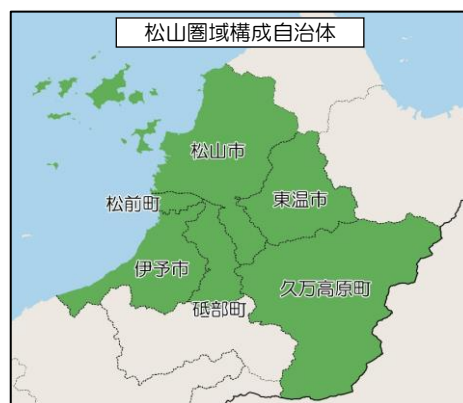 松山圏域構成自治体
松山市
東温市
松前町
伊予市
久万高原町
砥部町